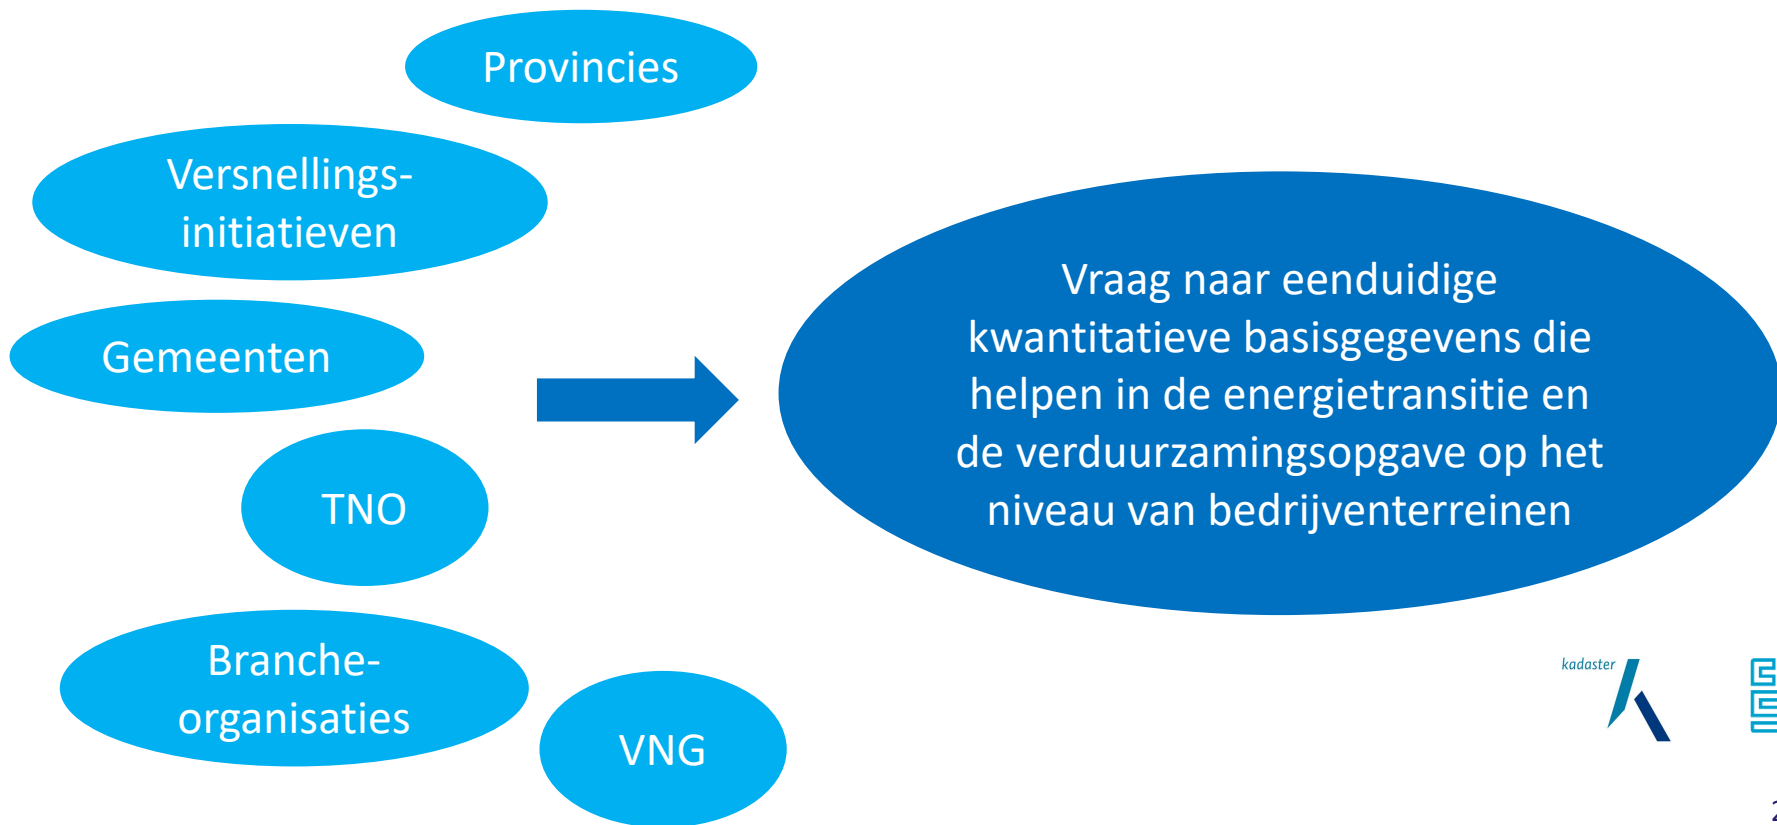 Provincies
Versnellings-
initiatieven
Gemeenten
TNO
Branche-
organisaties
VNG
Vraag naar eenduidige
kwantitatieve basisgegevens die
helpen in de energietransitie en
de verduurzamingsopgave op het
niveau van bedrijventerreinen
kadaster
2